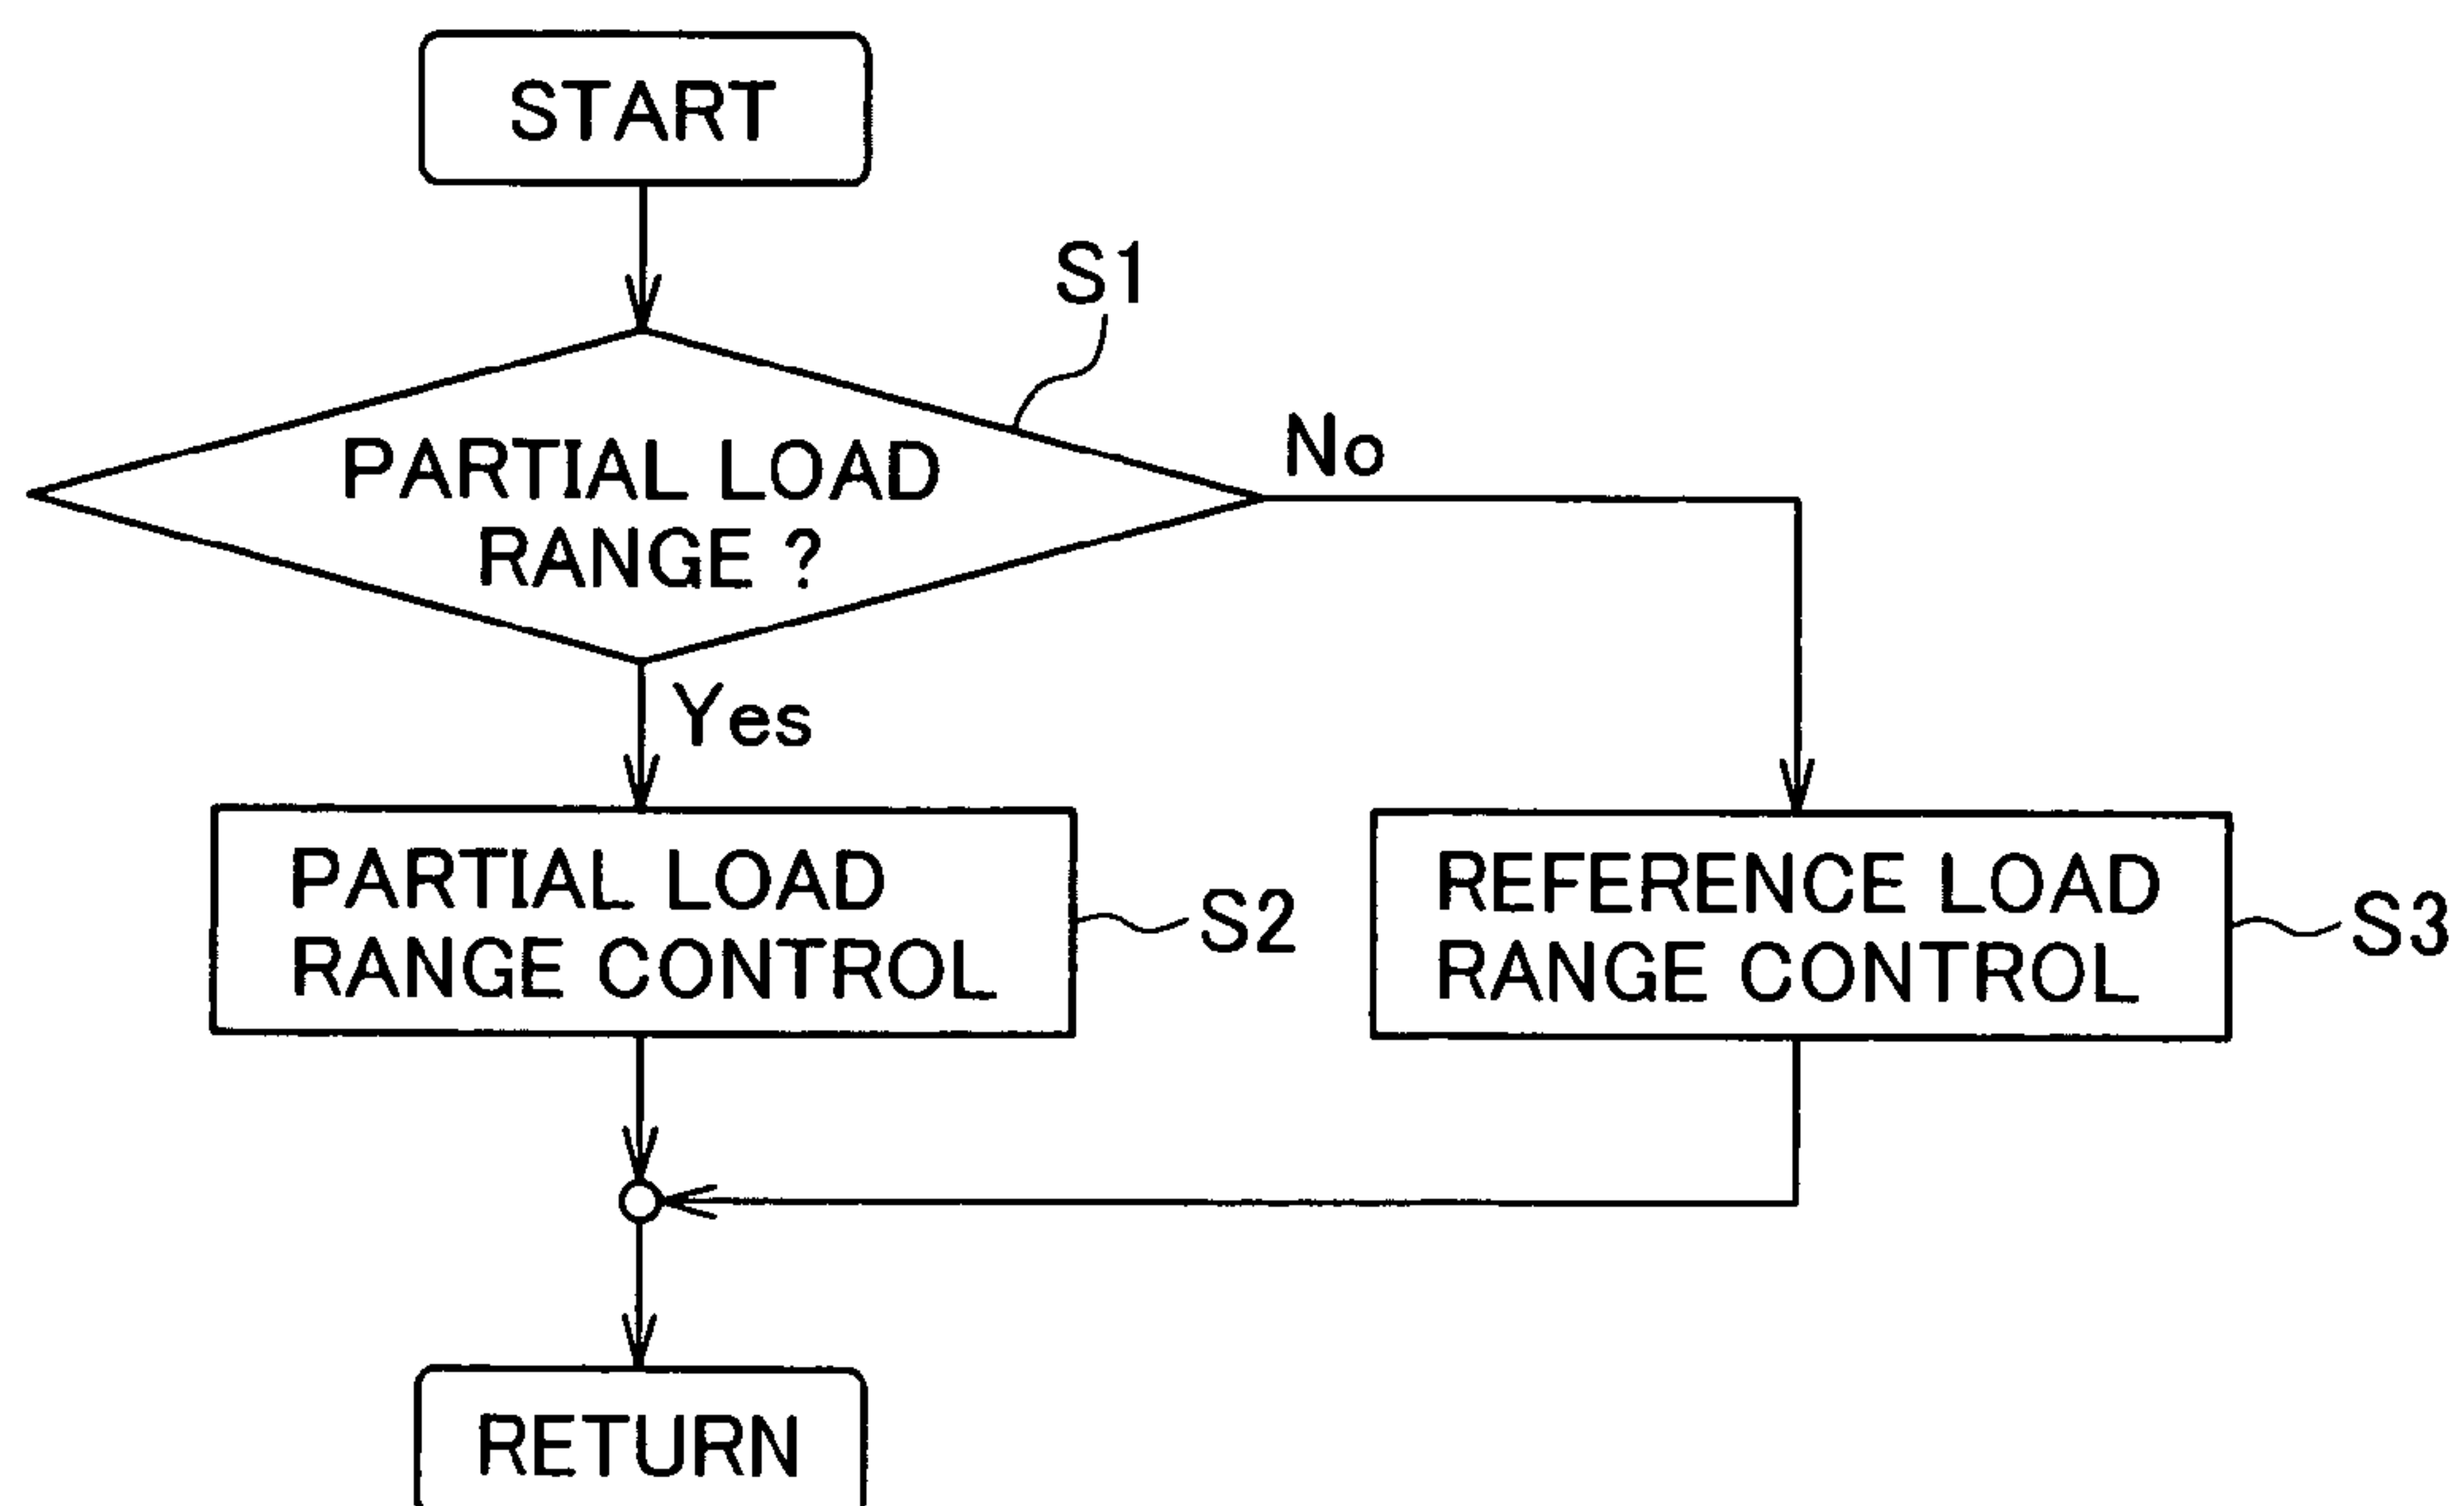 START
S1
PARTIAL LOAD
RANGE ?
No
Yes
PARTIAL LOAD
RANGE CONTROL
S2
REFERENCE LOAD
RANGE CONTROL
S3
RETURN